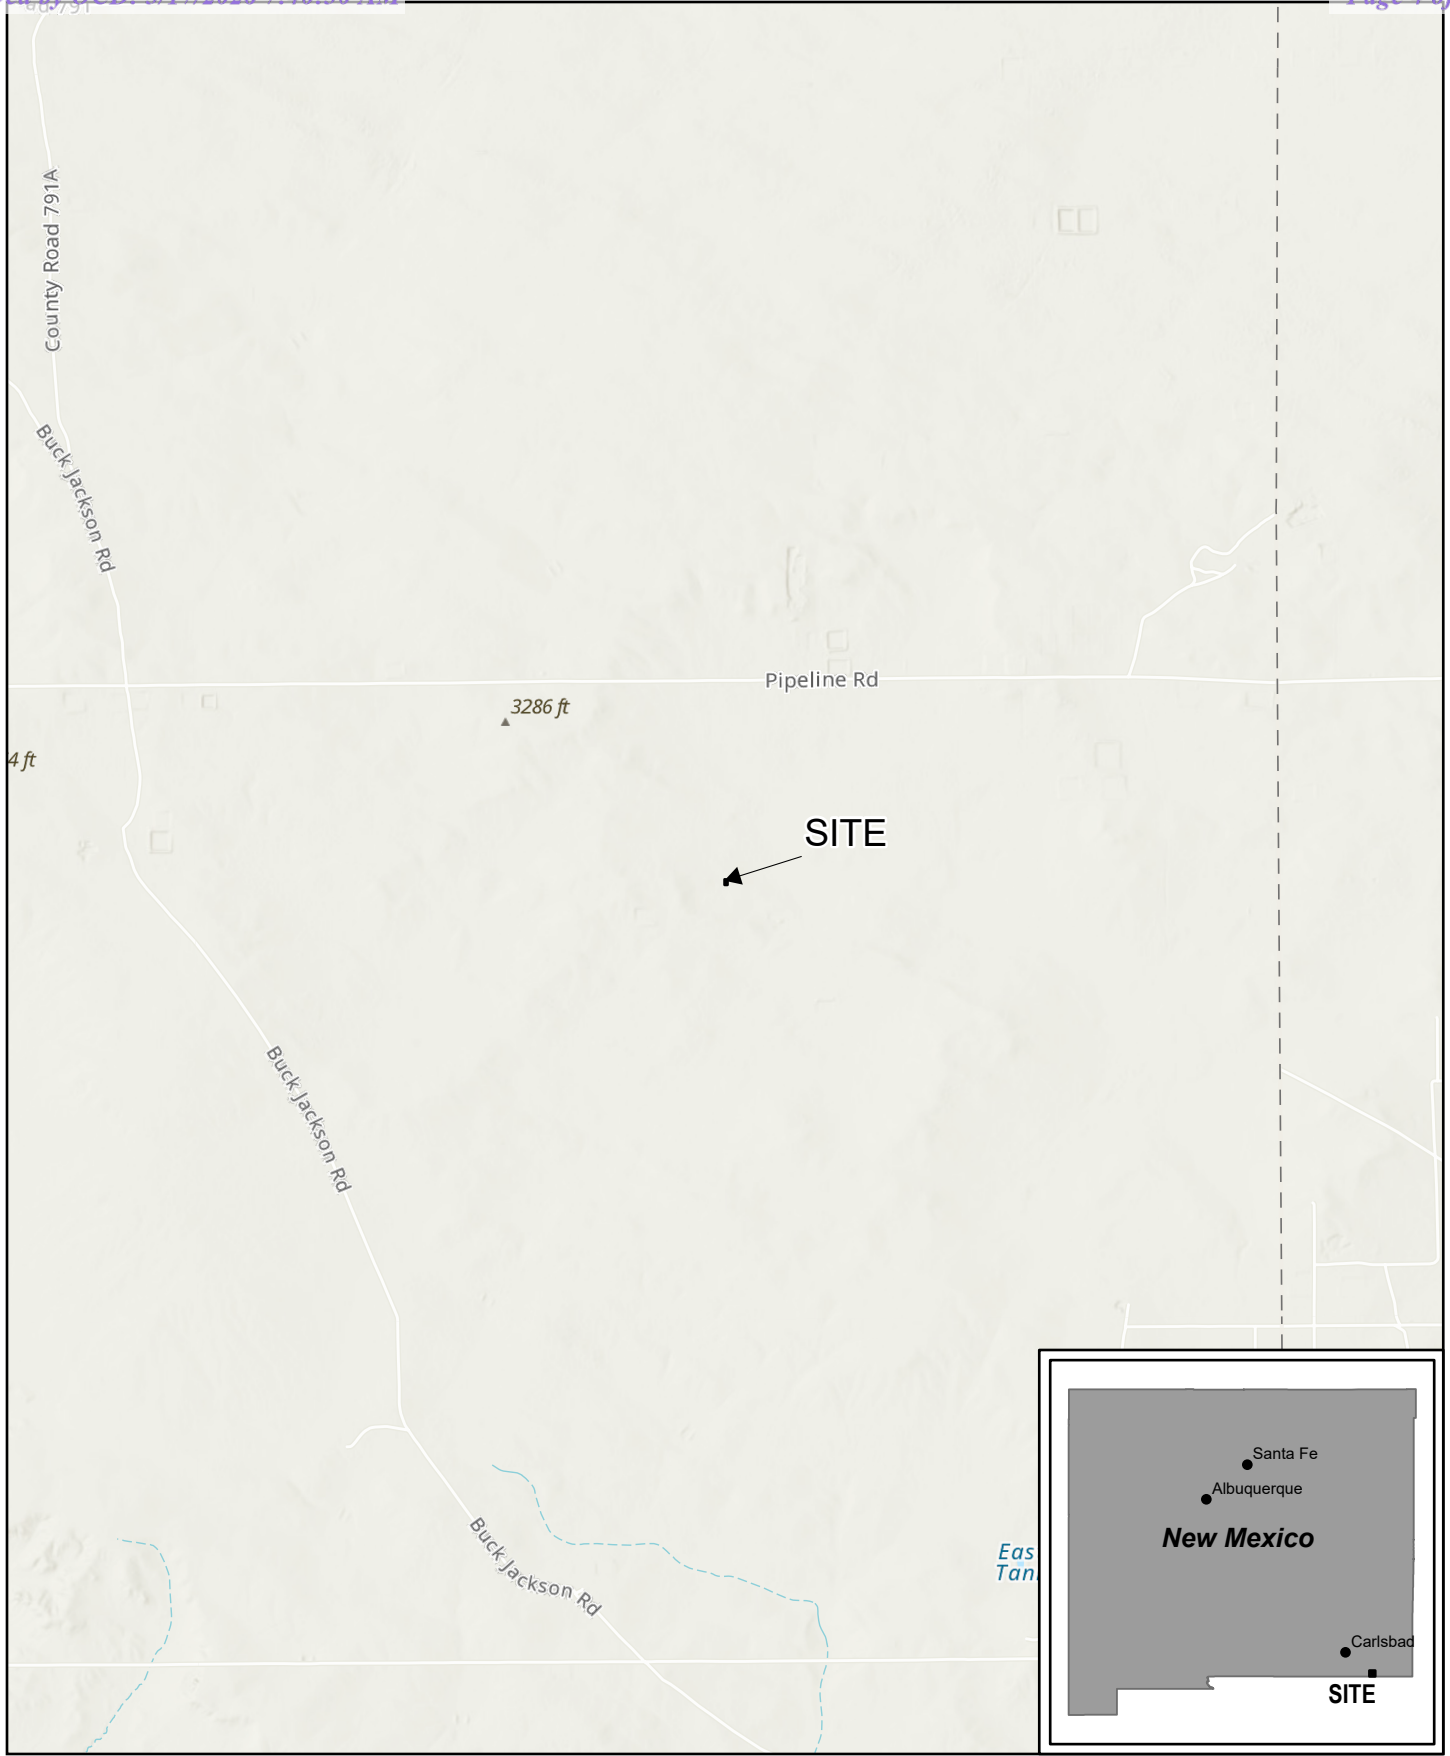 County Road 791A
Buck Jackson Rd
Pipeline Rd
3286 ft
4 ft
SITE
Buck Jackson Rd
Buck Jackson Rd
Eas
Tan
Santa Fe
Albuquerque
New Mexico
Carlsbad
SITE